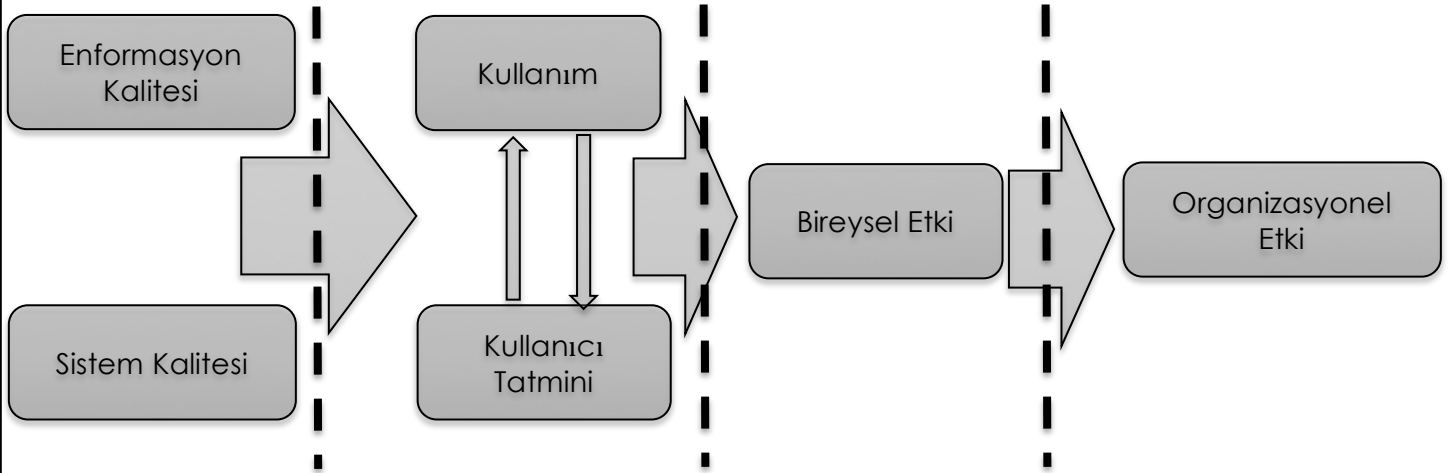 Enformasyon
Kalitesi
Sistem Kalitesi
Kullanım
Kullanıcı
Tatmini
Bireysel Etki
Organizasyonel
Etki